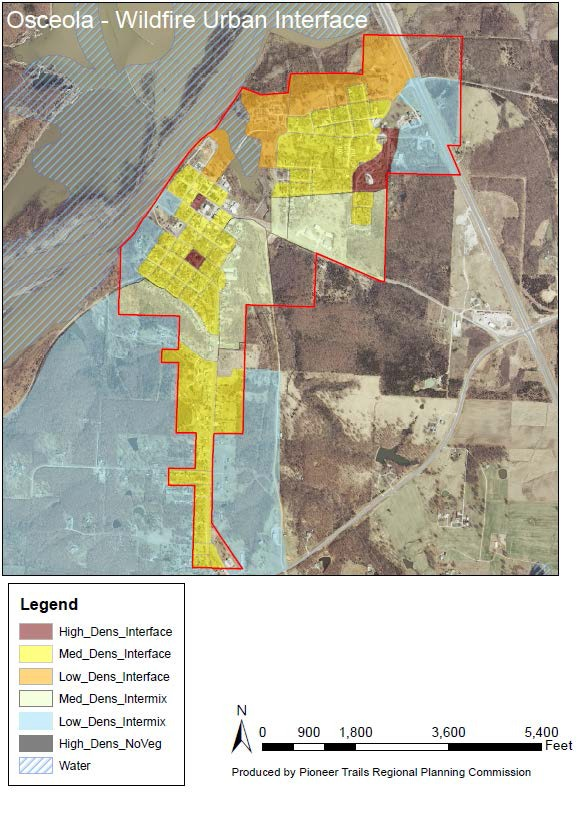 Osceola - Wildfire Urban Interface
Legend
High_Dens_Interface
Med_Dens_Interface
Low_Dens_Interface
Med_Dens_Intermix
Low_Dens_Intermix
High_Dens_NoVeg
Water
N
0 900 1,800 3,600 5,400
Feet
Produced by Pioneer Trails Regional Planning Commission